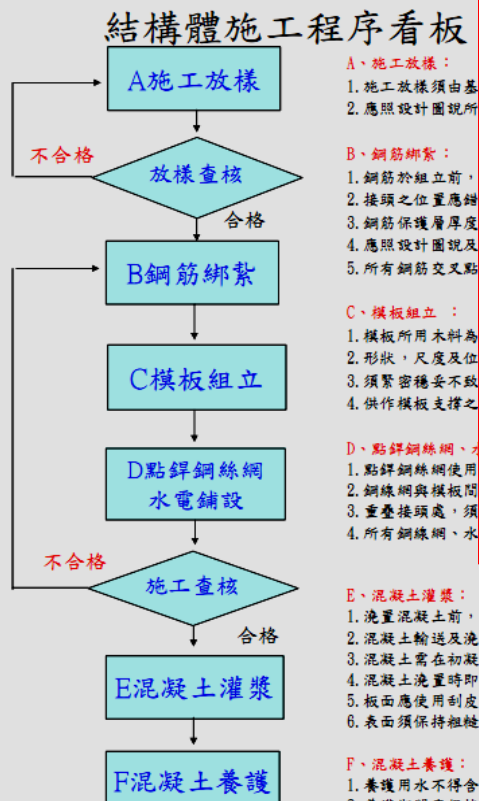 結構體施工程序看板
A施工放樣
不合格
放樣查核
合格
B鋼筋綁紮
C模板組立
D點銲鋼絲網
水電鋪設
不合格
施工查核
合格
E混凝土灌漿
F混凝土養護
A、施工放樣：
1.施工放樣須由基
2.應照設計圖說所
B、鋼筋綁紮：
1.鋼筋於組立前，
2.接頭之位置應錯
3.鋼筋保護層厚度
4.應照設計圖說及
5.所有鋼筋交叉點
C、模板組立 ：
1.模板所用木料為
2.形狀，尺度及位
3.須緊密穩妥不致
4.供作模板支撐之
D、點銲鋼絲網、水
1.點銲鋼絲網使用
2.鋼線網與模板間
3.重疊接頭處，須
4.所有鋼線網、水
E、混凝土灌漿：
1.澆置混凝土前，
2.混凝土輸送及澆
3.混凝土需在初凝
4.混凝土澆置時即
5.板面應使用刮皮
6.表面須保持粗糙
F、混凝土養護：
1.養護用水不得含